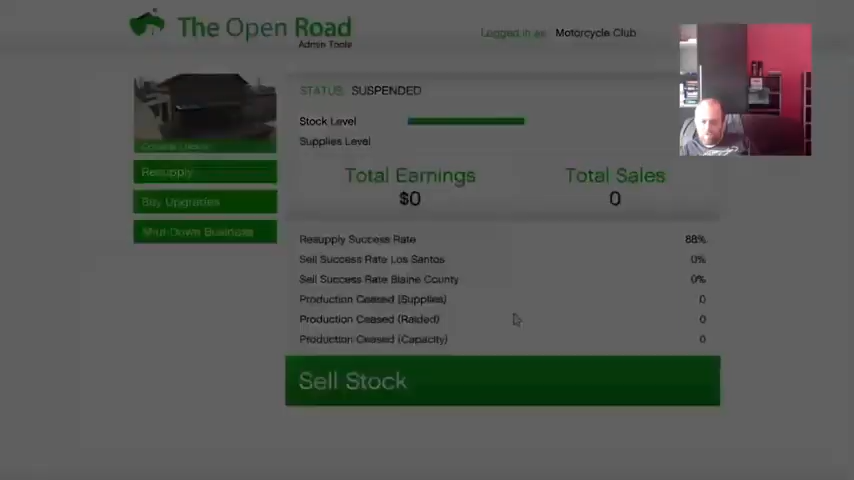 The Open Road
Admin Tools
Logged in as: Motorcycle Club
STATUS: SUSPENDED
Stock Level
Supplies Level
Total Earnings
$0
Total Sales
0
Resupply
Buy Upgrades
Shut Down Business
Resupply Success Rate 88%
Sell Success Rate Los Santos 0%
Sell Success Rate Blaine County 0%
Production Ceased (Supplies) 0
Production Ceased (Raided) 0
Production Ceased (Capacity) 0
Sell Stock